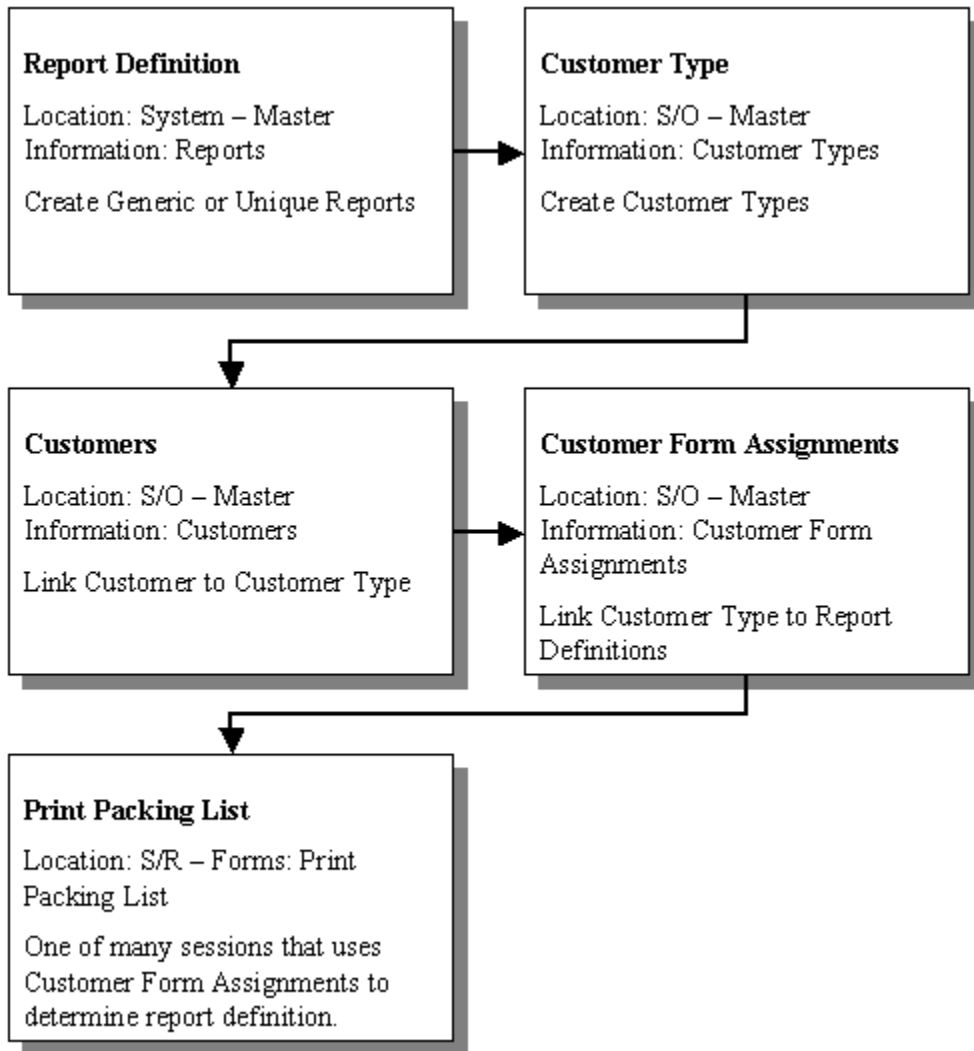 Report Definition
Location: System – Master
Information: Reports
Create Generic or Unique Reports
Customer Type
Location: S/O – Master
Information: Customer Types
Create Customer Types
Customers
Location: S/O – Master
Information: Customers
Link Customer to Customer Type
Customer Form Assignments
Location: S/O – Master
Information: Customer Form
Assignments
Link Customer Type to Report
Definitions
Print Packing List
Location: S/R – Forms: Print
Packing List
One of many sessions that uses
Customer Form Assignments to
determine report definition.